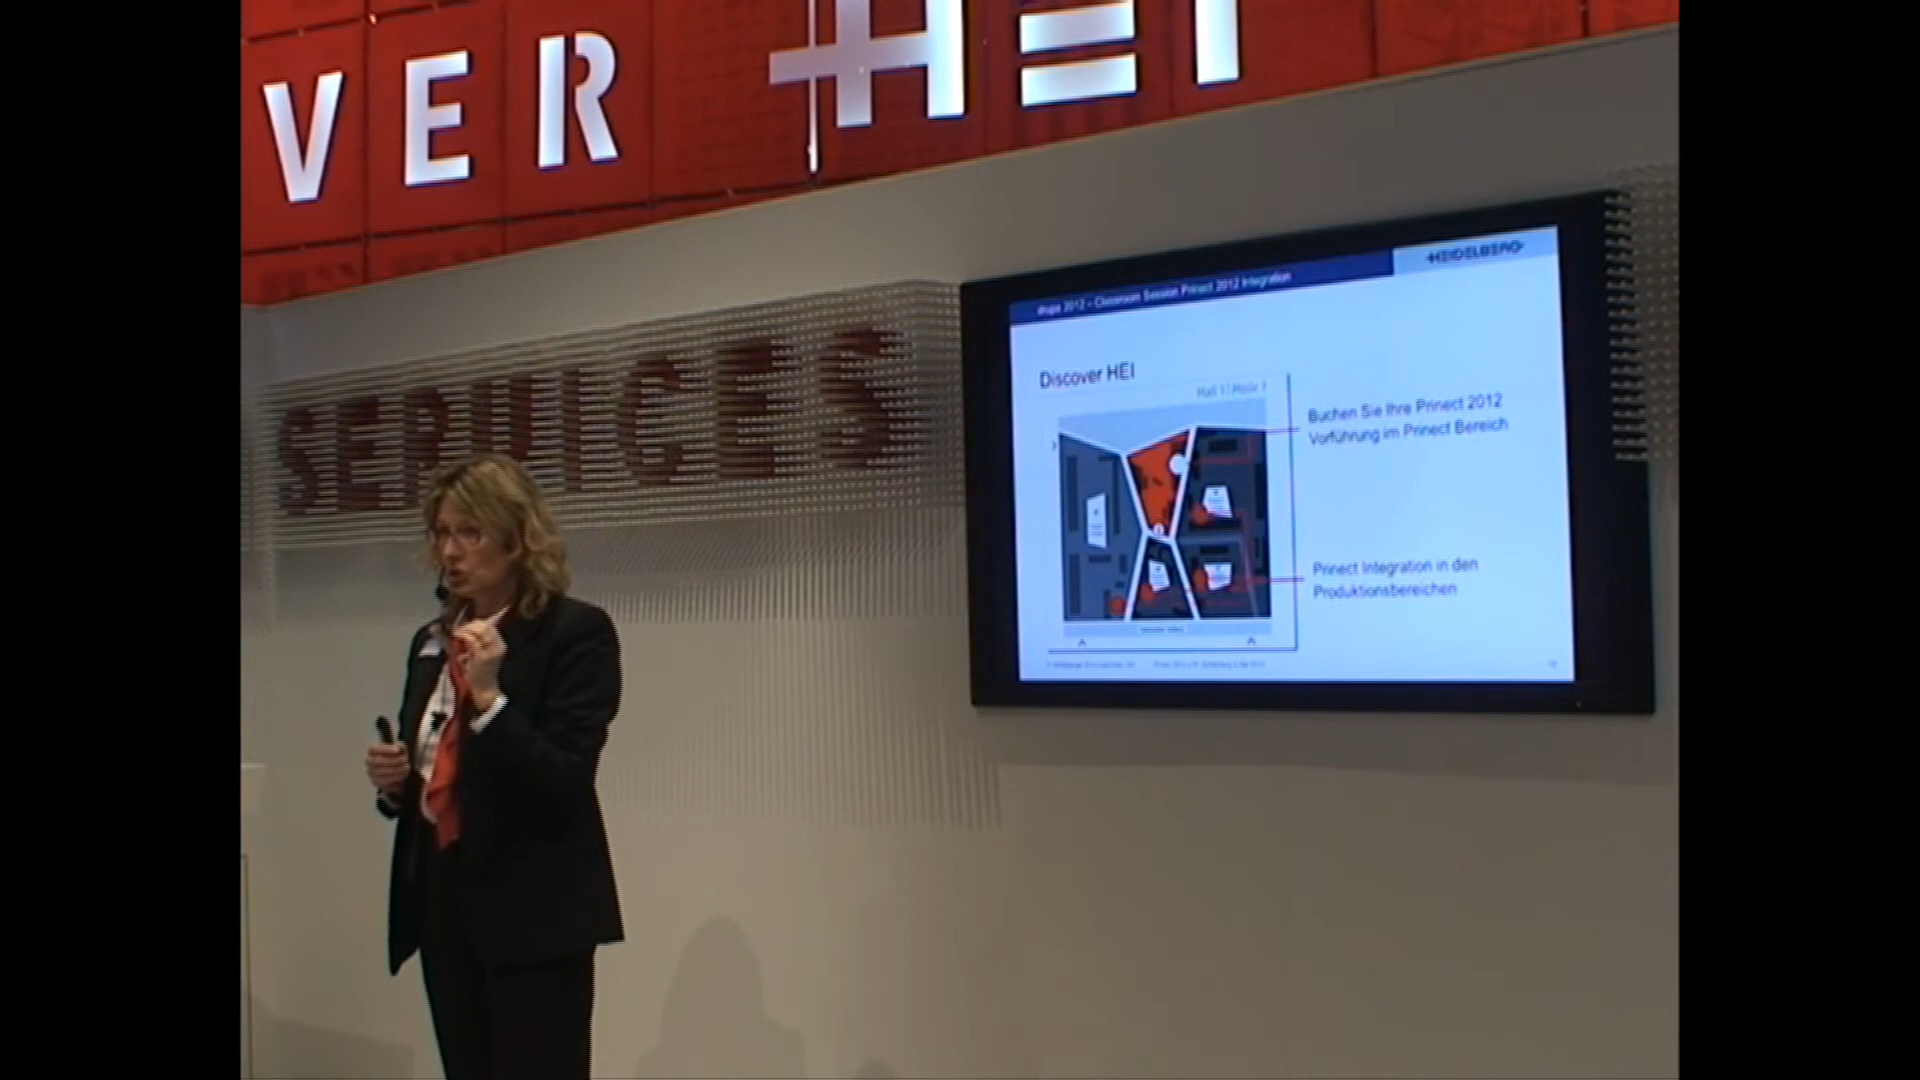 VER HEI
SERVICES
HEIDELBERG
drupa 2012 – Classroom Session Prinect 2012 Integration
Discover HEI
Buchen Sie Ihre Prinect 2012
Vorführung im Prinect Bereich
Prinect Integration in den
Produktionsbereichen